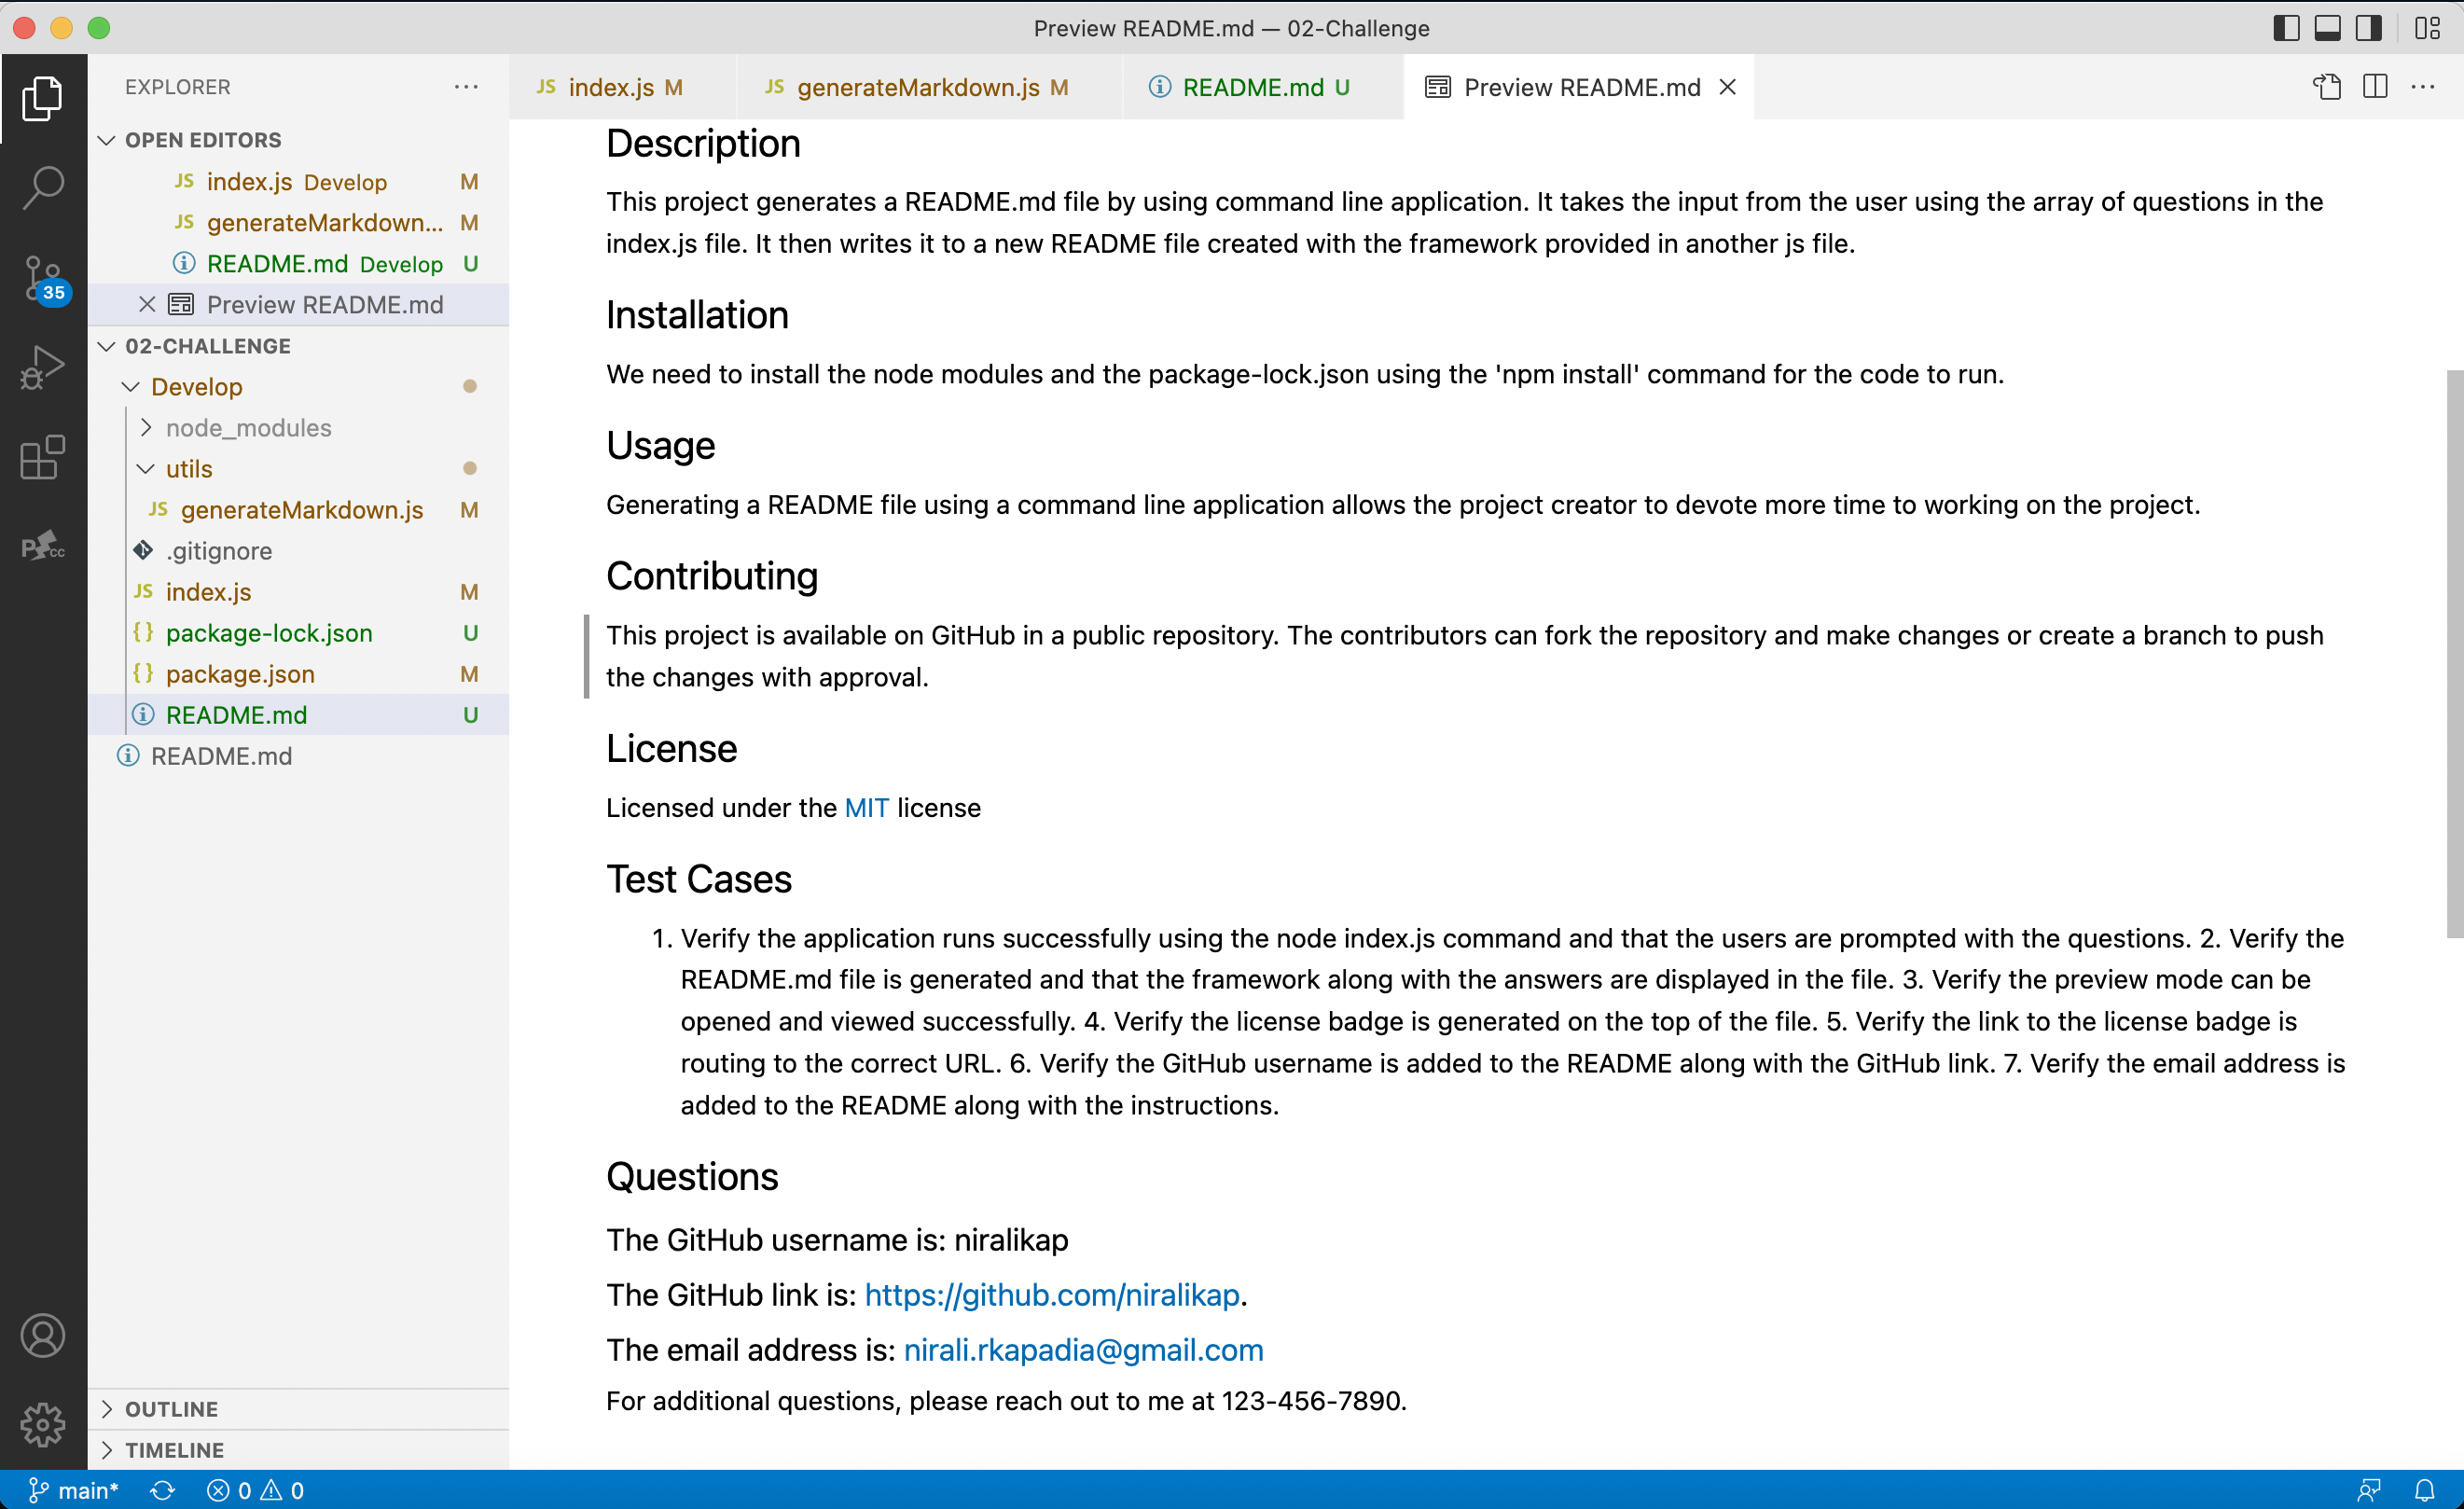 Preview README.md — 02-Challenge
EXPLORER
JS index.js M
JS generateMarkdown.js M
README.md U
Preview README.md
OPEN EDITORS
JS index.js Develop M
JS generateMarkdown... M
README.md Develop U
Preview README.md
02-CHALLENGE
Develop
node_modules
utils
JS generateMarkdown.js M
.gitignore
JS index.js M
{} package-lock.json U
{} package.json M
README.md U
README.md
OUTLINE
TIMELINE
35
P CC
Description
This project generates a README.md file by using command line application. It takes the input from the user using the array of questions in the
index.js file. It then writes it to a new README file created with the framework provided in another js file.
Installation
We need to install the node modules and the package-lock.json using the 'npm install' command for the code to run.
Usage
Generating a README file using a command line application allows the project creator to devote more time to working on the project.
Contributing
This project is available on GitHub in a public repository. The contributors can fork the repository and make changes or create a branch to push
the changes with approval.
License
Licensed under the MIT license
Test Cases
1. Verify the application runs successfully using the node index.js command and that the users are prompted with the questions. 2. Verify the
README.md file is generated and that the framework along with the answers are displayed in the file. 3. Verify the preview mode can be
opened and viewed successfully. 4. Verify the license badge is generated on the top of the file. 5. Verify the link to the license badge is
routing to the correct URL. 6. Verify the GitHub username is added to the README along with the GitHub link. 7. Verify the email address is
added to the README along with the instructions.
Questions
The GitHub username is: niralikap
The GitHub link is: https://github.com/niralikap.
The email address is: nirali.rkapadia@gmail.com
For additional questions, please reach out to me at 123-456-7890.
main* 0 0